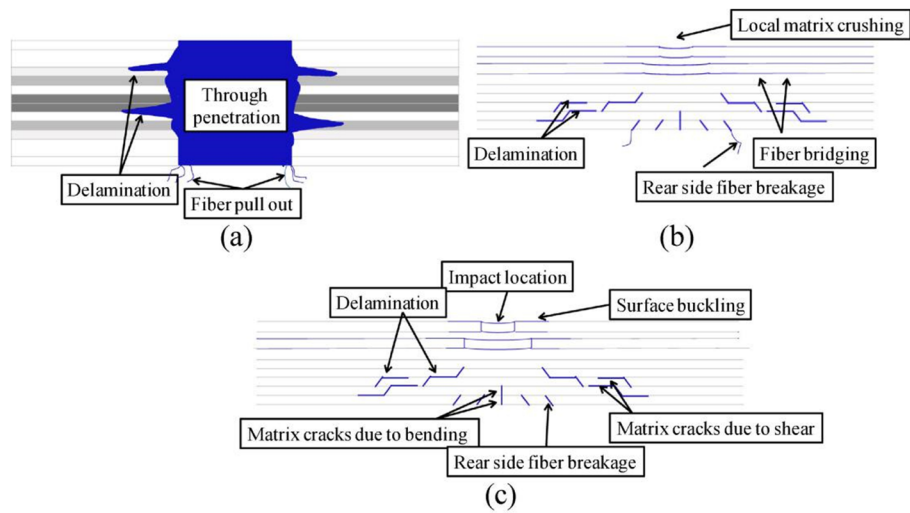 Through
penetration
Delamination
Fiber pull out
(a)
Local matrix crushing
Delamination
Fiber bridging
Rear side fiber breakage
(b)
Impact location
Delamination
Surface buckling
Matrix cracks due to bending
Matrix cracks due to shear
Rear side fiber breakage
(c)